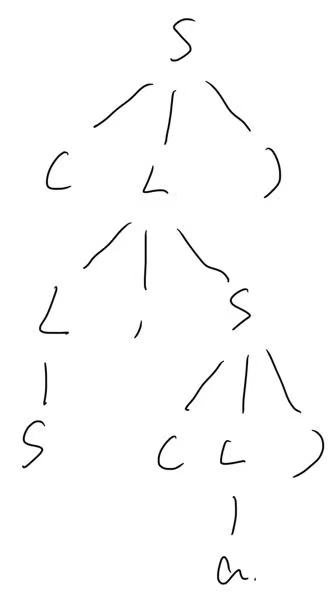 S
( L )
L , S
S ( L )
a.